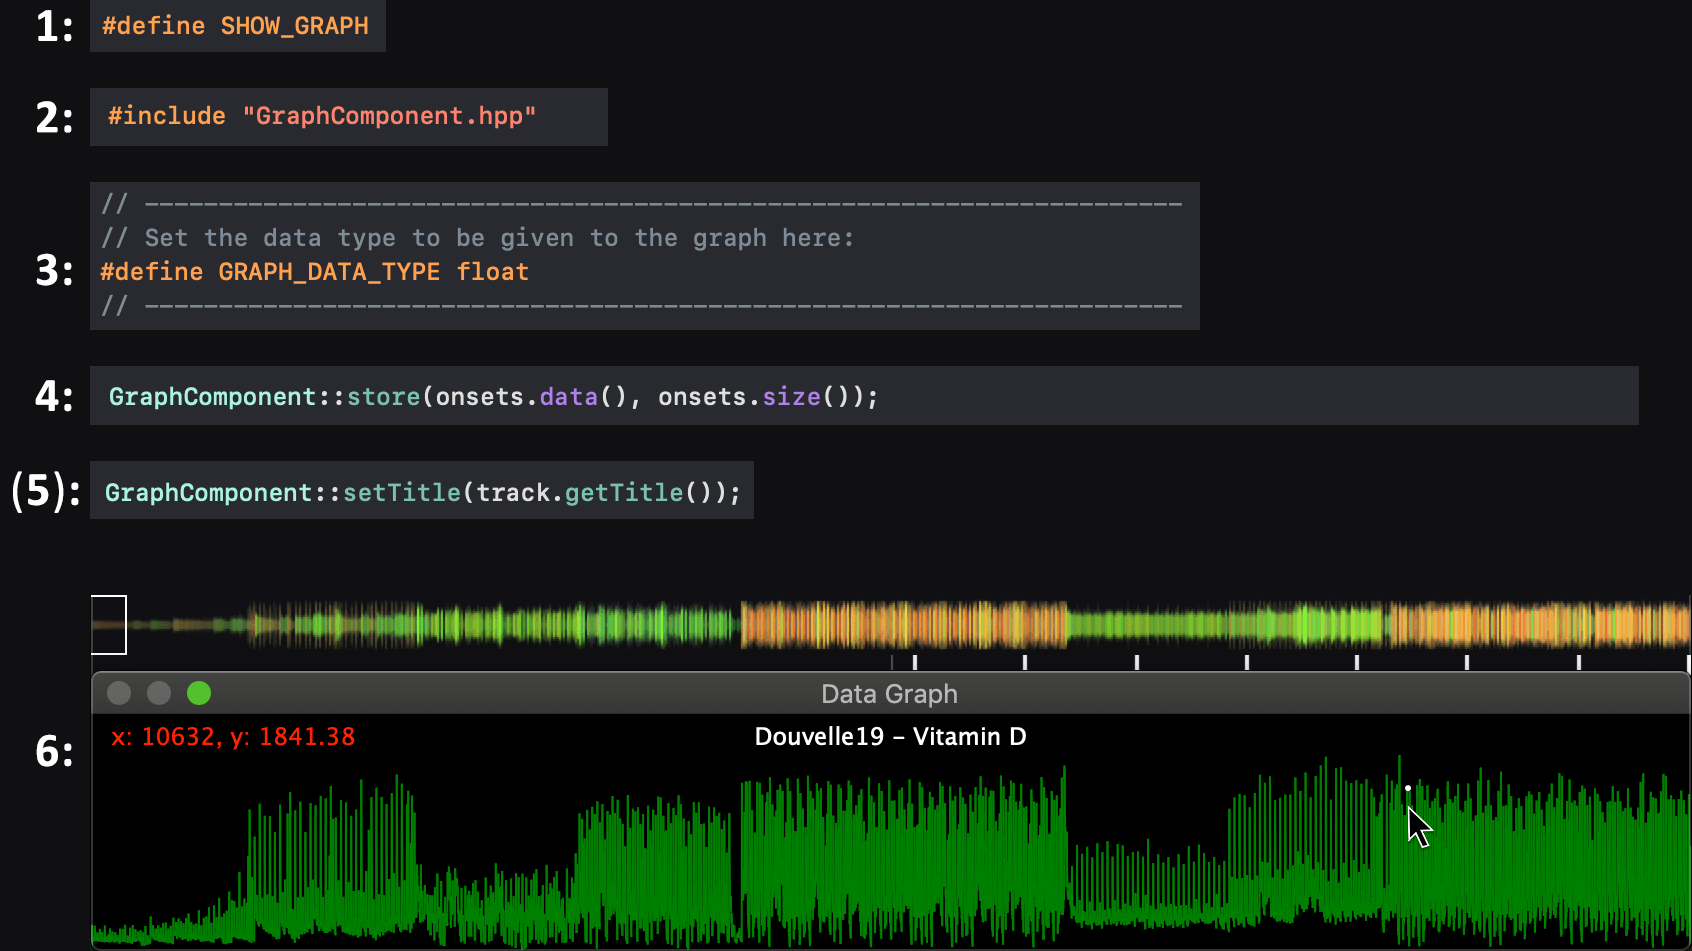 1: #define SHOW_GRAPH
2: #include "GraphComponent.hpp"
// ----------------------------------------------------------------------
// Set the data type to be given to the graph here:
3: #define GRAPH_DATA_TYPE float
// ----------------------------------------------------------------------
4: GraphComponent::store(onsets.data(), onsets.size());
(5): GraphComponent::setTitle(track.getTitle());
Data Graph
6: x: 10632, y: 1841.38 Douvelle19 – Vitamin D